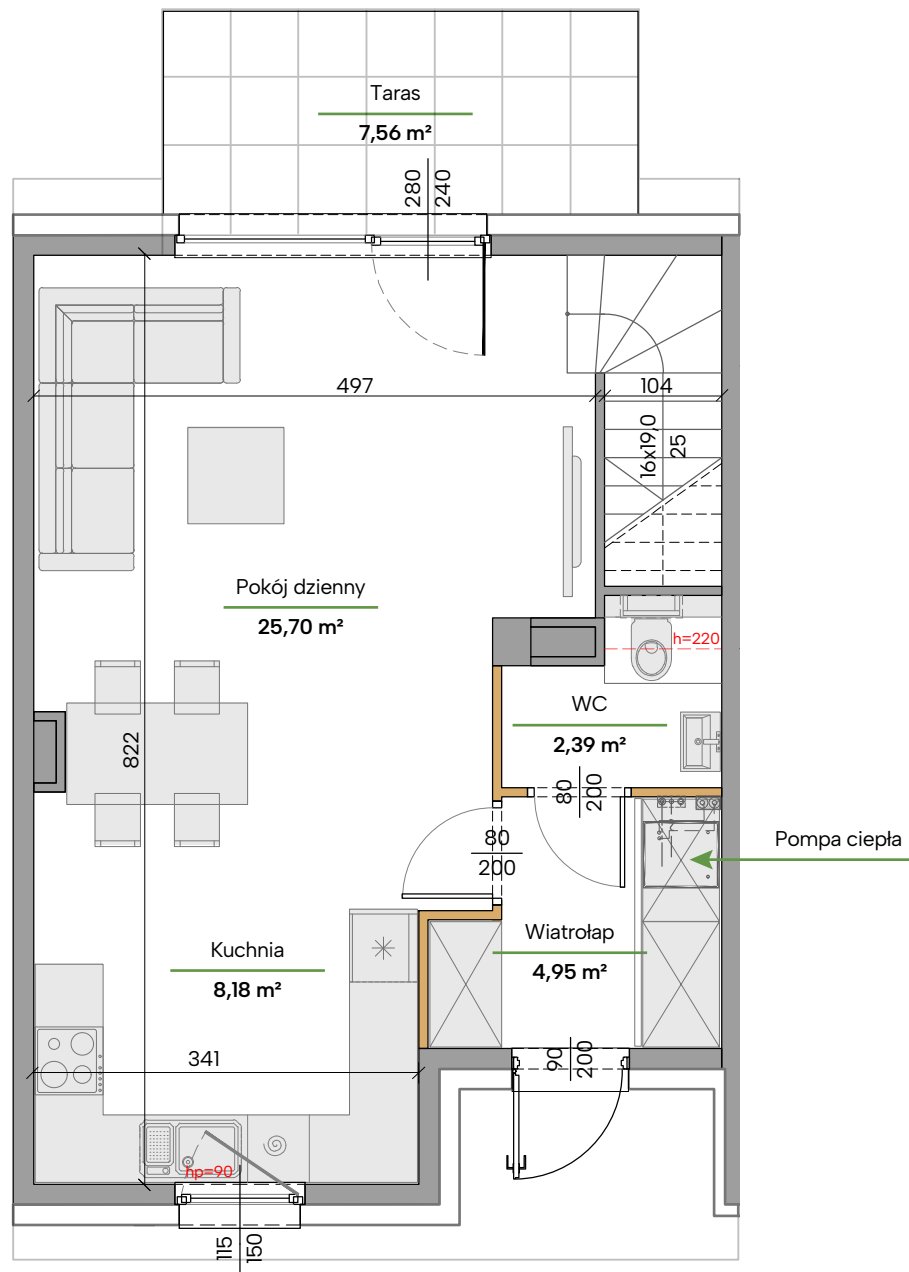 Taras
7,56 m²
280
240
497
104
16x19,0
25
Pokój dzienny
25,70 m²
h=220
WC
2,39 m²
822
80
200
80
200
Pompa ciepła
Wiatrołap
4,95 m²
Kuchnia
8,18 m²
341
90
200
hp=90
115
150